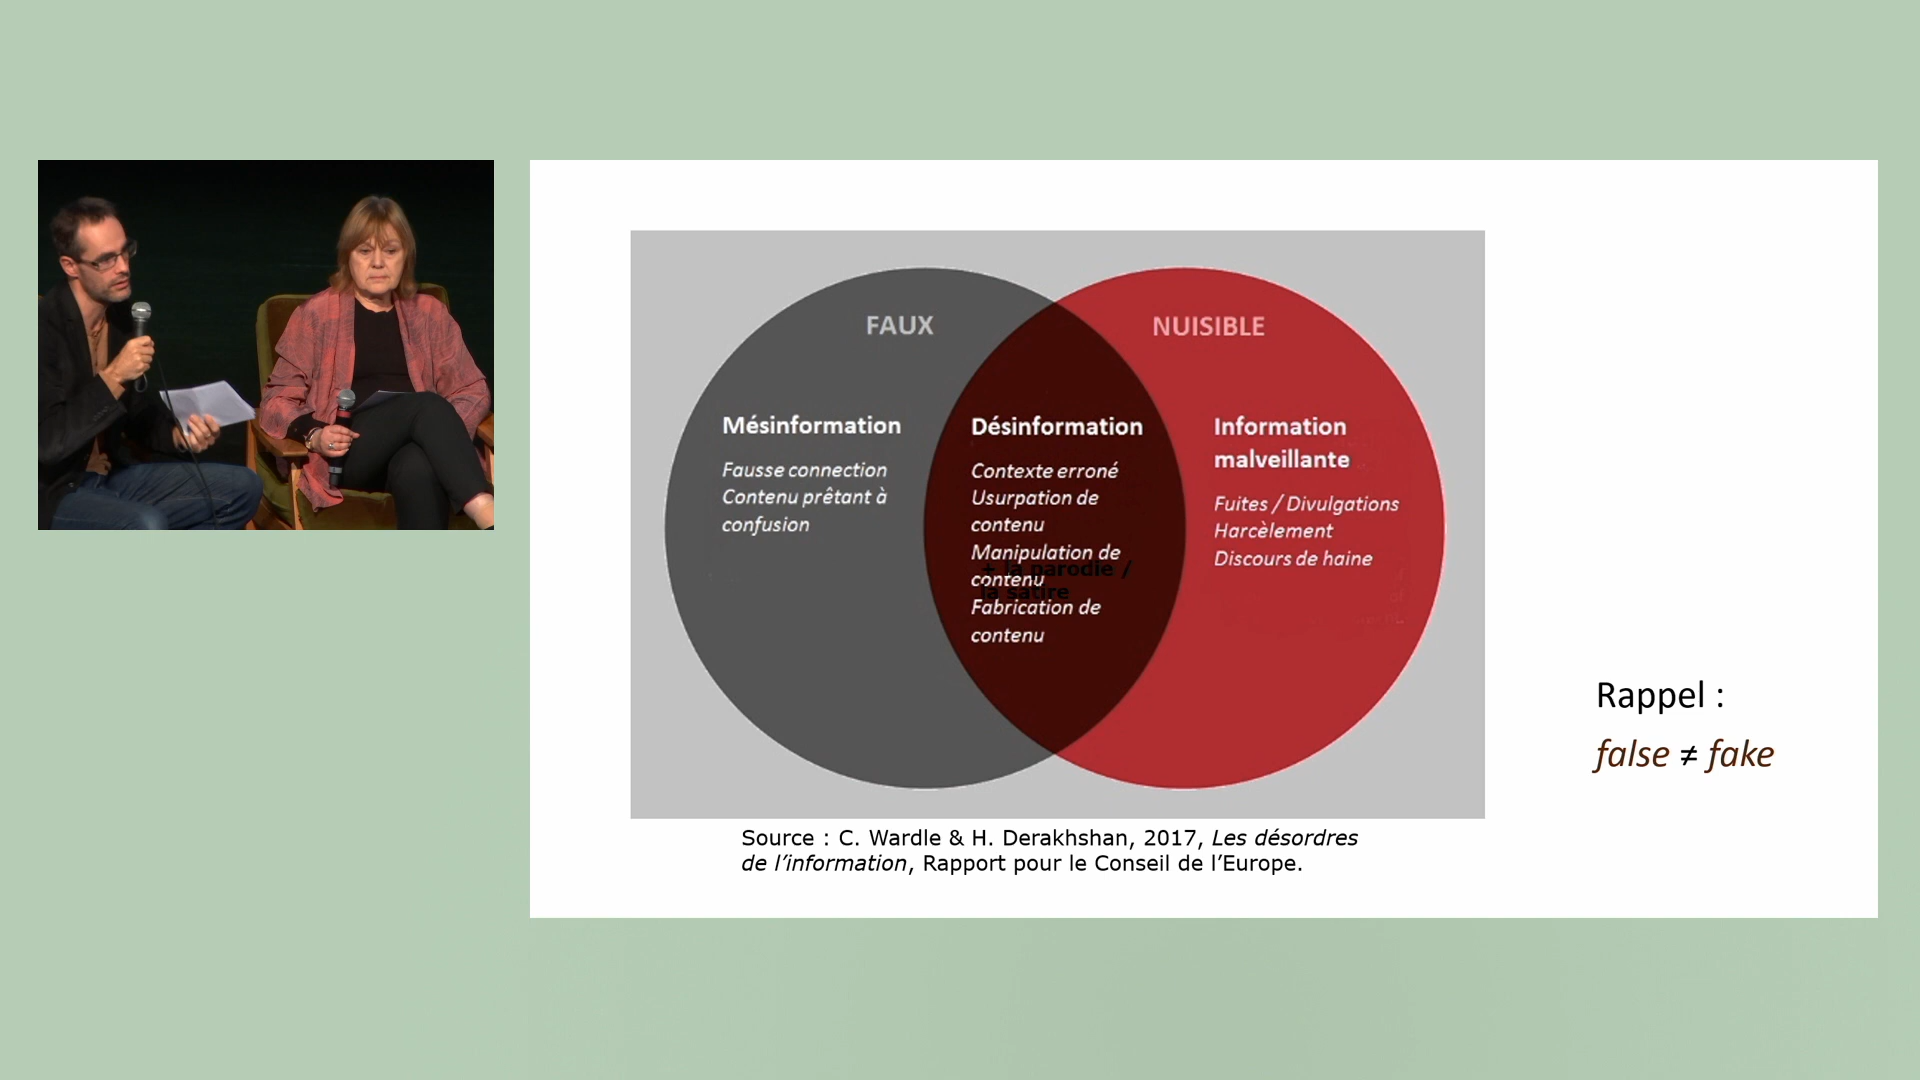 FAUX
NUISIBLE
Mésinformation
Fausse connection
Contenu prêtant à
confusion
Désinformation
Contexte erroné
Usurpation de
contenu
Manipulation de
contenu
Fabrication de
contenu
+ la parodie /
la satire
Information
malveillante
Fuites / Divulgations
Harcèlement
Discours de haine
Rappel :
false ≠ fake
Source : C. Wardle & H. Derakhshan, 2017, Les désordres
de l’information, Rapport pour le Conseil de l’Europe.